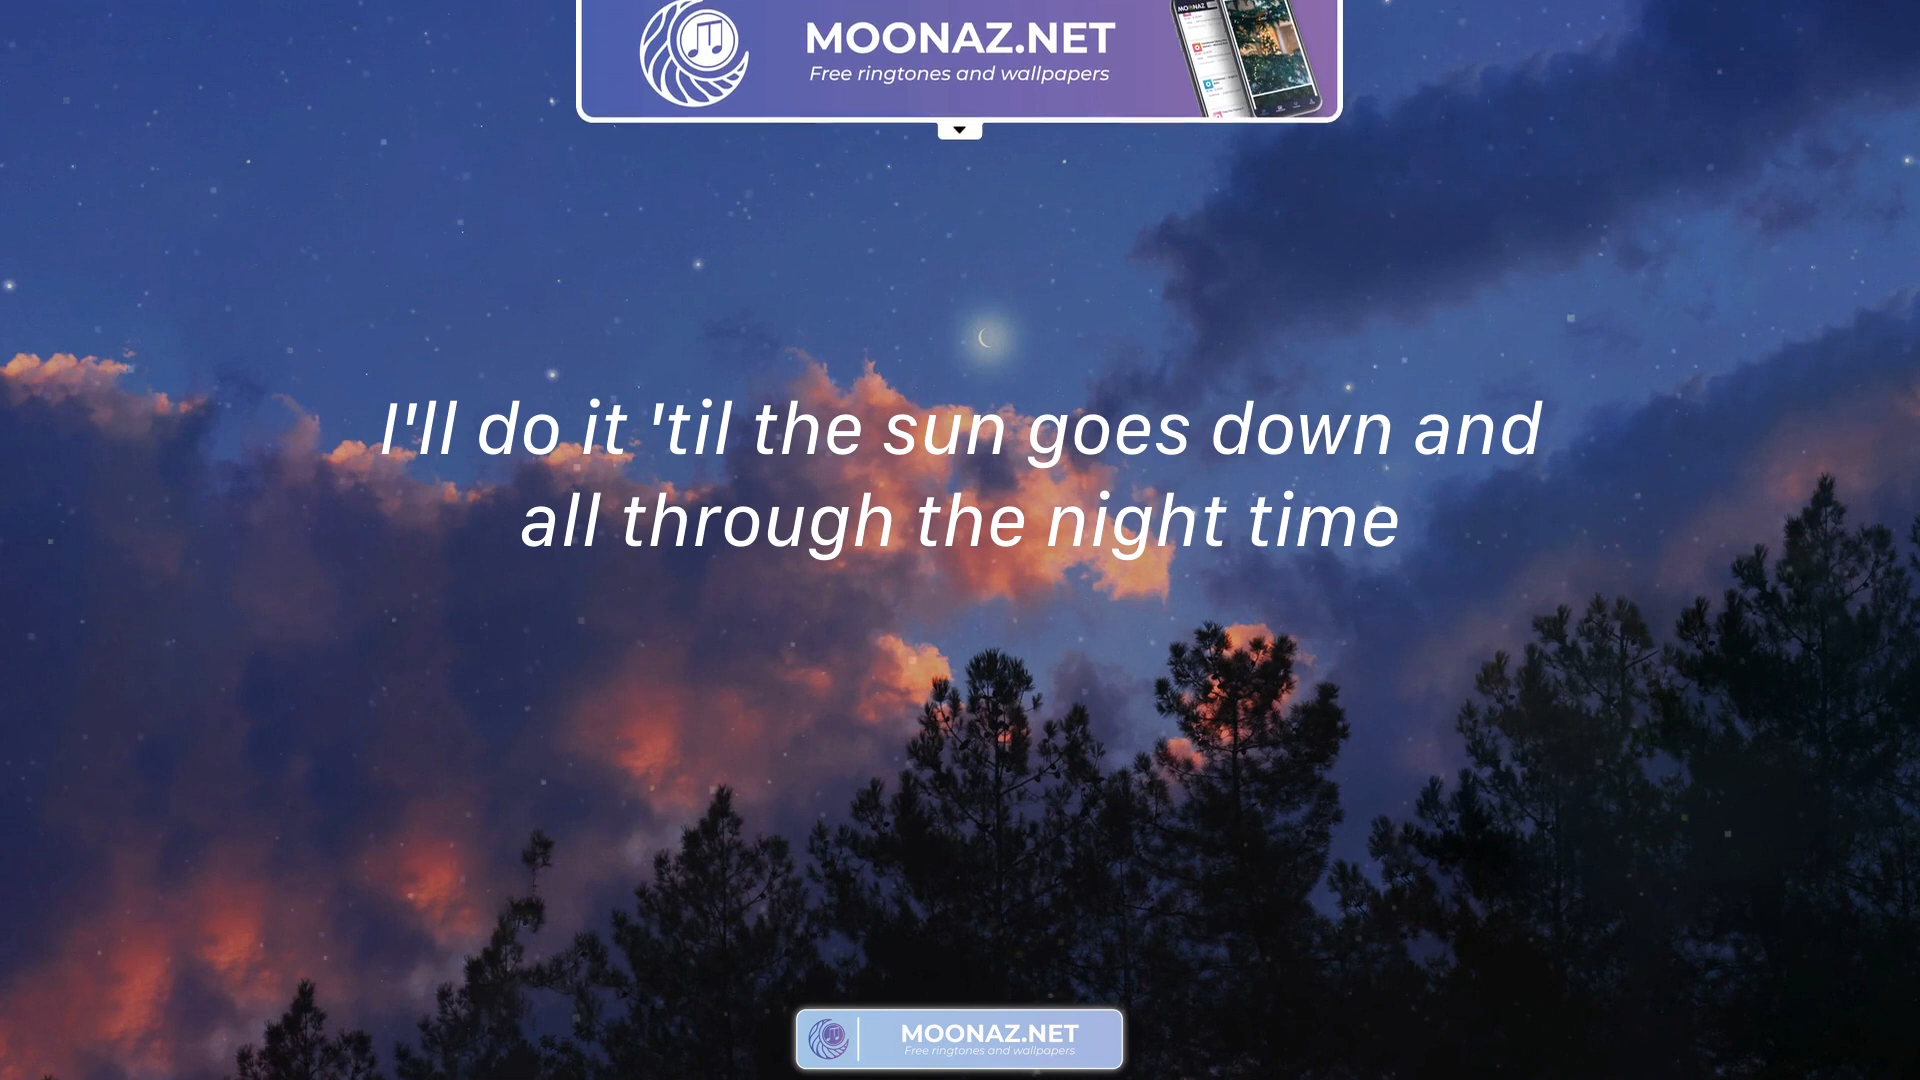 MOONAZ.NET
Free ringtones and wallpapers
I'll do it 'til the sun goes down and
all through the night time
MOONAZ.NET
Free ringtones and wallpapers